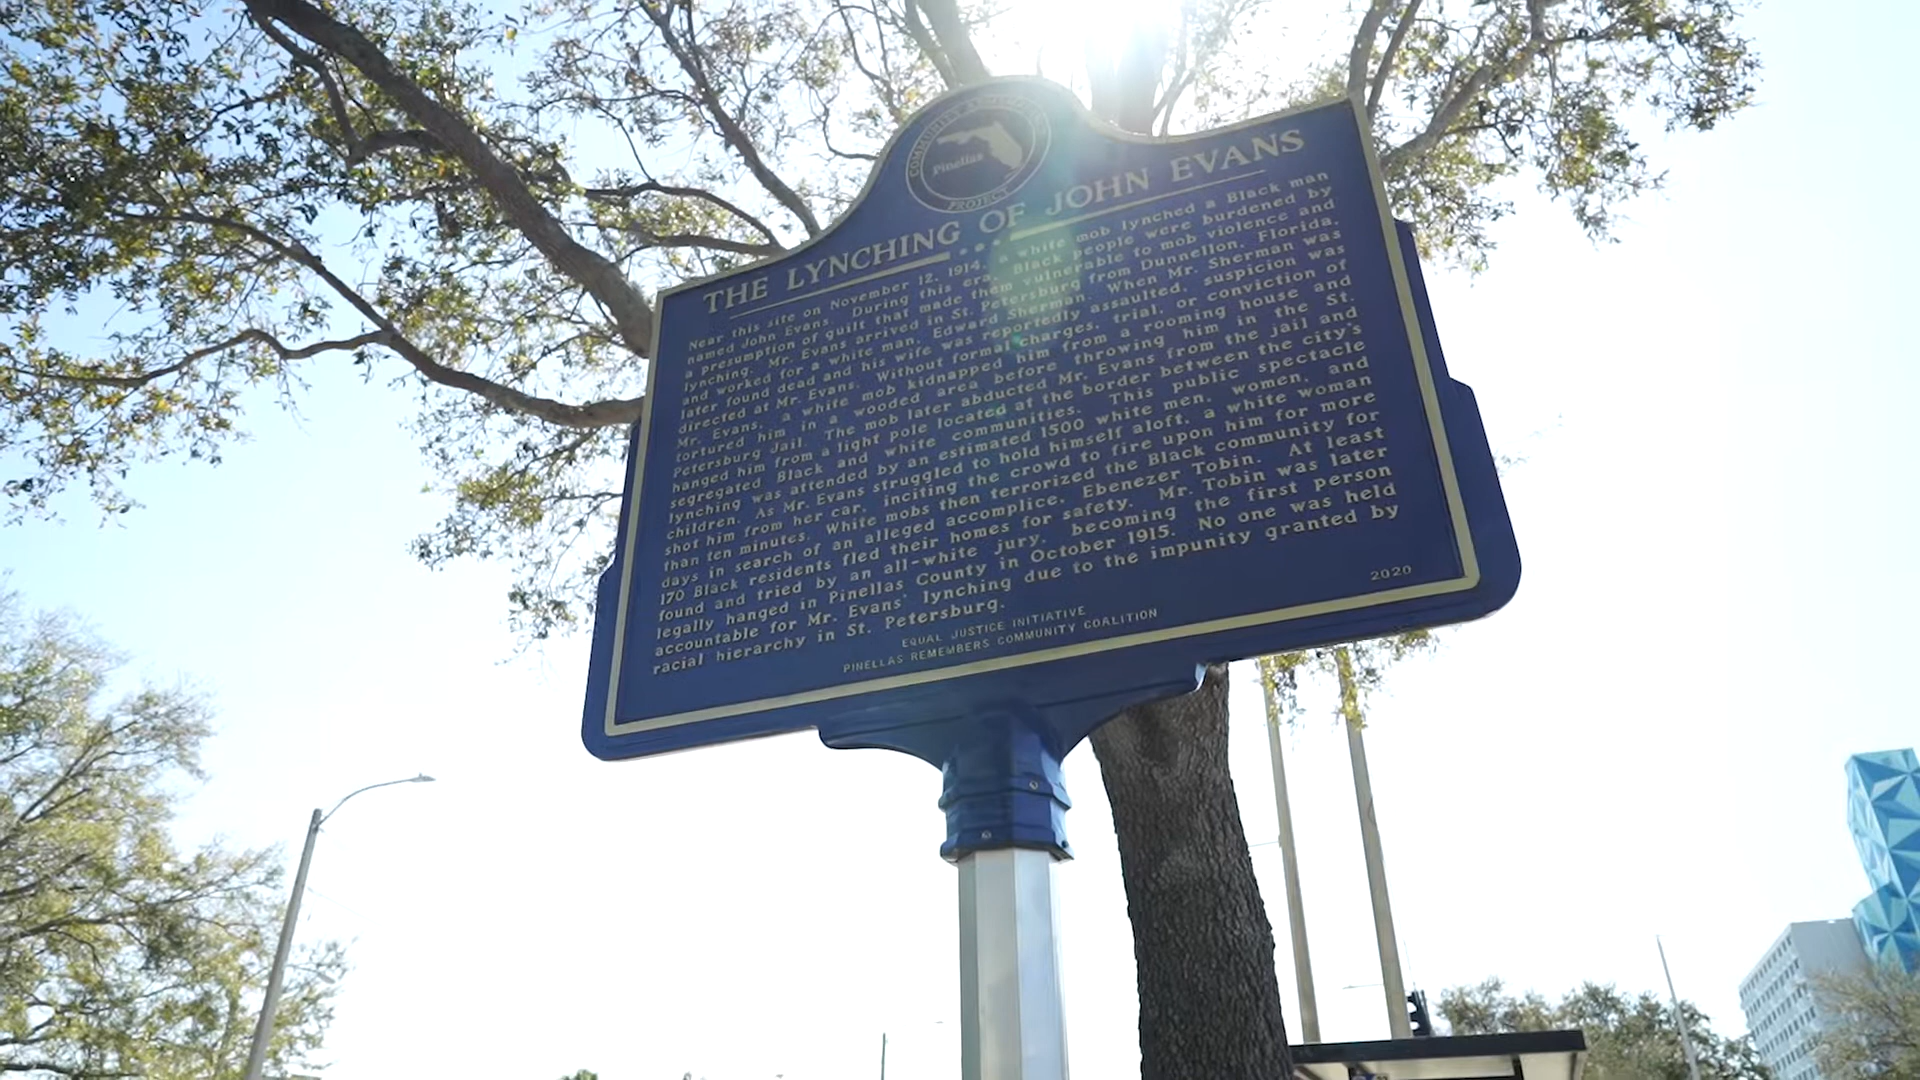 COMMUNITY REMEMBRANCE
Pinellas
PROJECT
THE LYNCHING OF JOHN EVANS
Near this site on November 12, 1914, a white mob lynched a Black man
named John Evans. During this era, Black people were burdened by
a presumption of guilt that made them vulnerable to mob violence and
lynching. Mr. Evans arrived in St. Petersburg from Dunnellon, Florida,
and worked for a white man, Edward Sherman. When Mr. Sherman was
later found dead and his wife was reportedly assaulted, suspicion was
directed at Mr. Evans. Without formal charges, trial, or conviction of
Mr. Evans, a white mob kidnapped him from a rooming house and
tortured him in a wooded area before throwing him in the St.
Petersburg Jail. The mob later abducted Mr. Evans from the jail and
hanged him from a light pole located at the border between the city's
segregated Black and white communities. This public spectacle
lynching was attended by an estimated 1500 white men, women, and
children. As Mr. Evans struggled to hold himself aloft, a white woman
shot him from her car, inciting the crowd to fire upon him for more
than ten minutes. White mobs then terrorized the Black community for
days in search of an alleged accomplice, Ebenezer Tobin. At least
170 Black residents fled their homes for safety. Mr. Tobin was later
found and tried by an all-white jury, becoming the first person
legally hanged in Pinellas County in October 1915. No one was held
accountable for Mr. Evans' lynching due to the impunity granted by
racial hierarchy in St. Petersburg.
2020
EQUAL JUSTICE INITIATIVE
PINELLAS REMEMBERS COMMUNITY COALITION